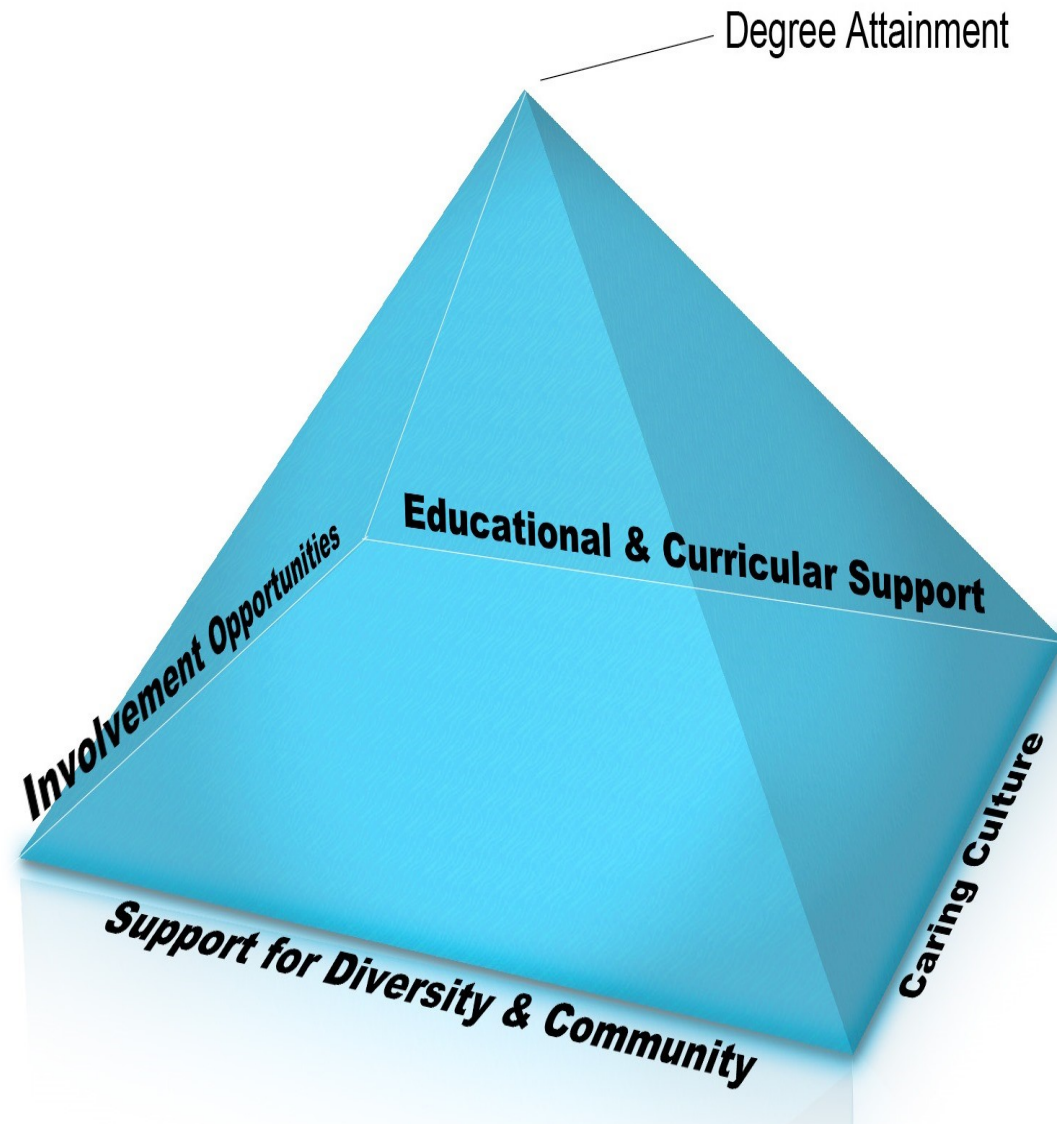 Degree Attainment
Educational & Curricular Support
Involvement Opportunities
Caring Culture
Support for Diversity & Community